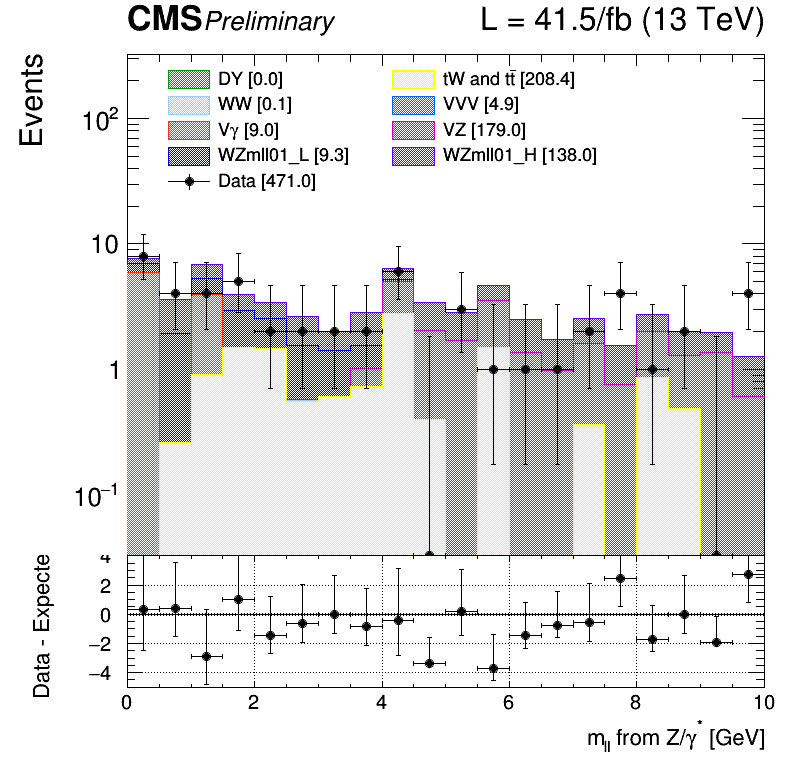 CMS Preliminary L = 41.5/fb (13 TeV)
Events
DY [0.0] tW and tt̄ [208.4]
WW [0.1] VVV [4.9]
Vγ [9.0] VZ [179.0]
WZmll01_L [9.3] WZmll01_H [138.0]
Data [471.0]
10²
10
1
10⁻¹
Data - Expecte
4
2
0
−2
−4
0 2 4 6 8 10
m_ll from Z/γ* [GeV]